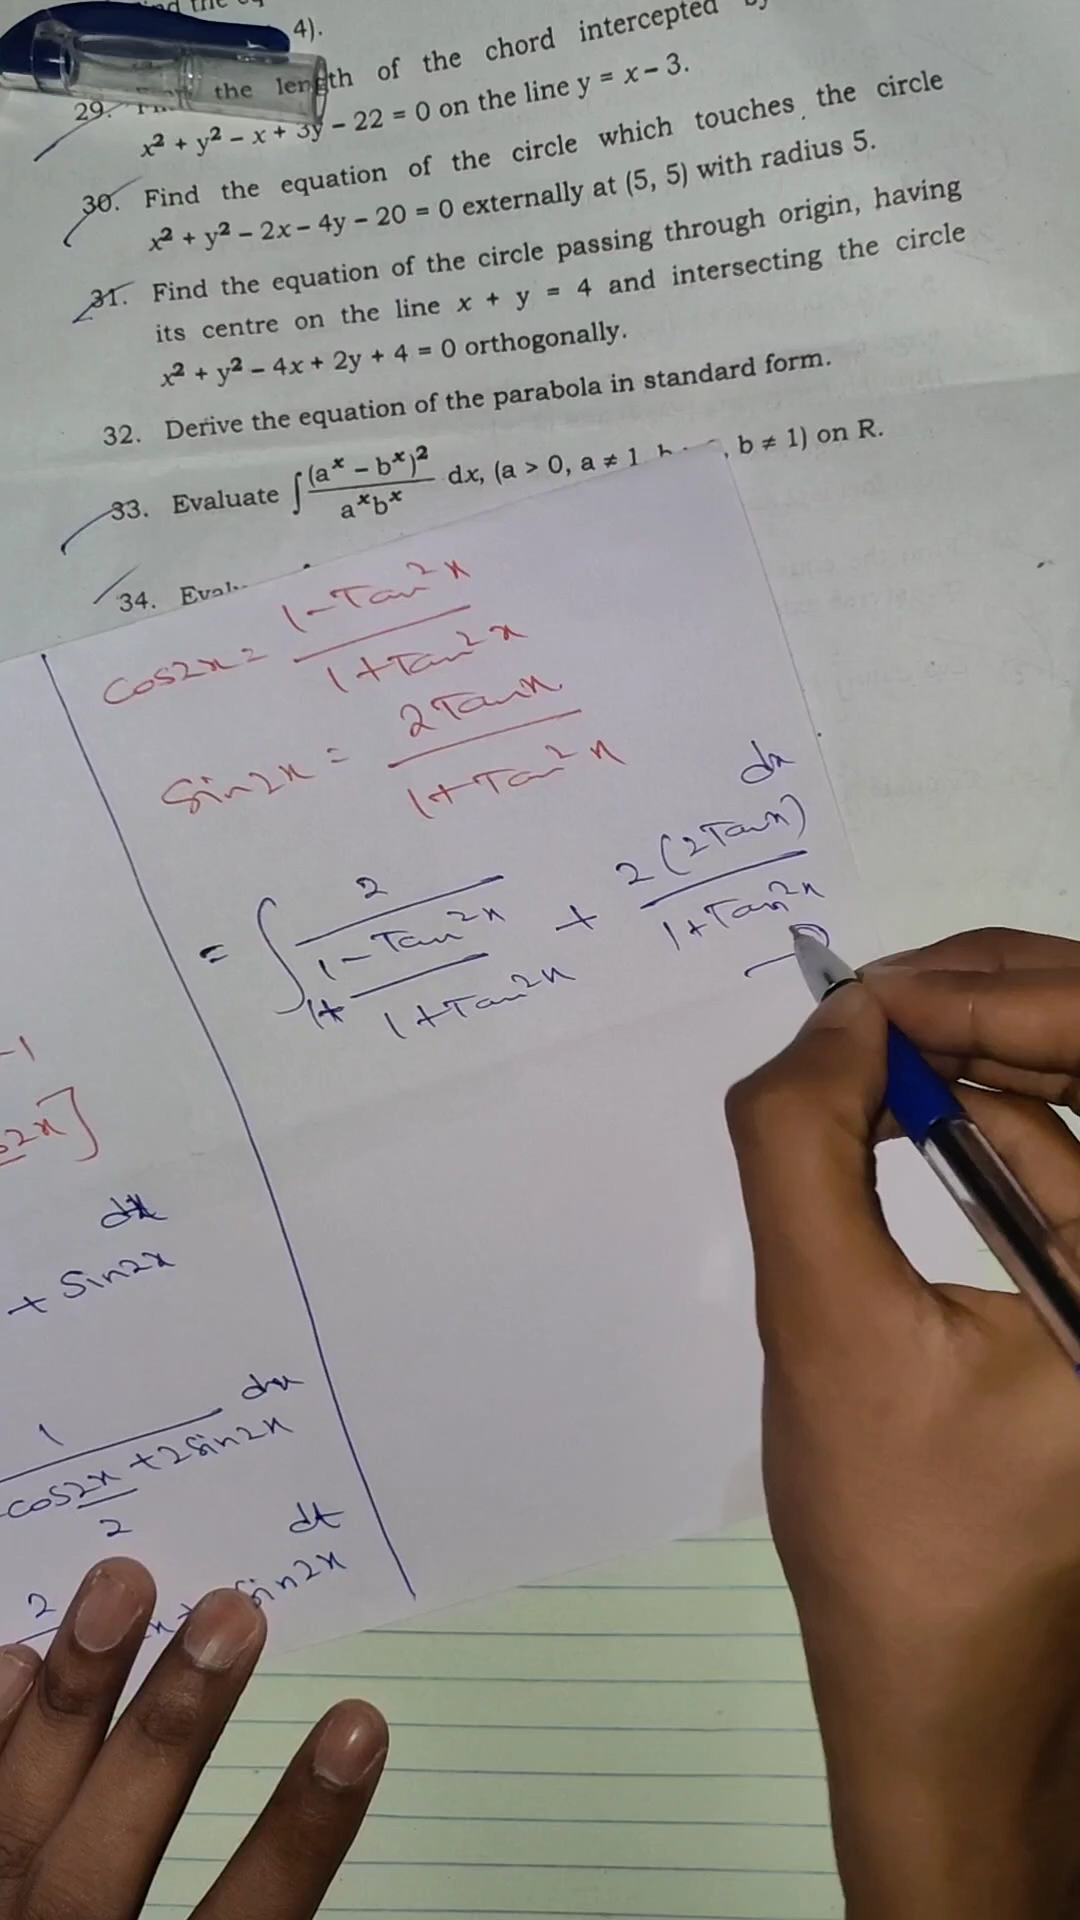 4).
29. the length of the chord intercepted
x² + y² – x + 3y – 22 = 0 on the line y = x – 3.
30. Find the equation of the circle which touches the circle
x² + y² – 2x – 4y – 20 = 0 externally at (5, 5) with radius 5.
31. Find the equation of the circle passing through origin, having
its centre on the line x + y = 4 and intersecting the circle
x² + y² – 4x + 2y + 4 = 0 orthogonally.
32. Derive the equation of the parabola in standard form.
33. Evaluate ∫ (aˣ – bˣ)² / aˣbˣ dx, (a > 0, a ≠ 1, b ≠ 1) on R.
34.
cos2x = 1 - Tan²x / 1 + Tan²x
sin2x = 2 Tanx / 1 + Tan²x
= ∫ 2 / 1+ 1 - Tan²x / 1 + Tan²x + 2(2Tanx) / 1 + Tan²x dx
-1
2x]
dx
+ sin2x
1 dx
cos2x / 2 + 2sin2x
2 dt
sin2x